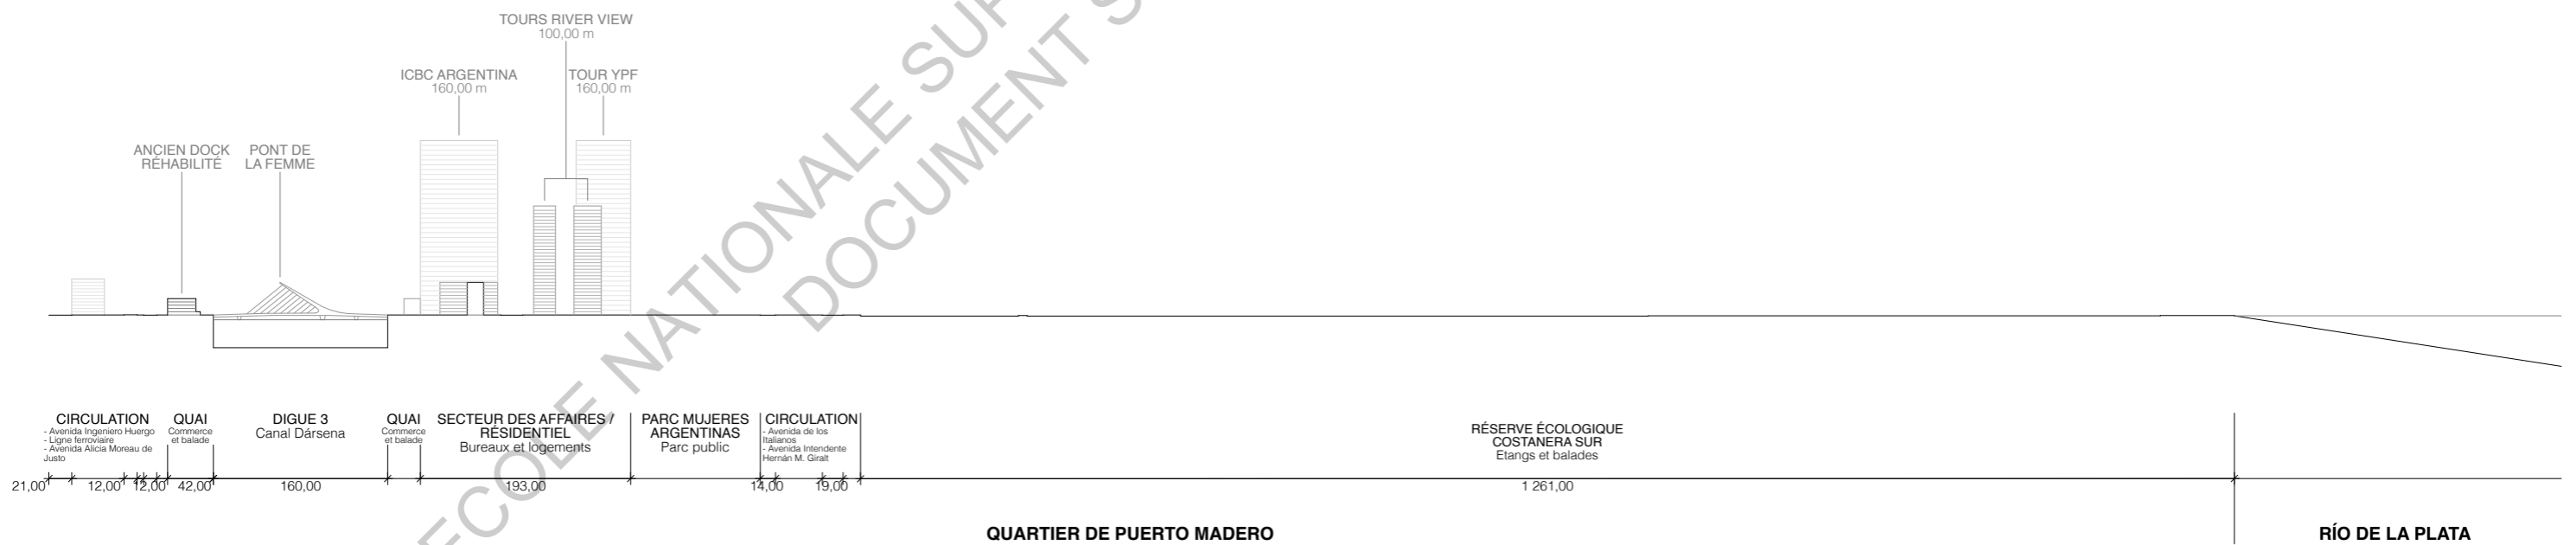 TOURS RIVER VIEW
100,00 m
ICBC ARGENTINA
160,00 m
TOUR YPF
160,00 m
ANCIEN DOCK
RÉHABILITÉ
PONT DE
LA FEMME
ECOLE NATIONALE SUP
DOCUMENT S
CIRCULATION
- Avenida Ingeniero Huergo
- Ligne ferroviaire
- Avenida Alicia Moreau de
Justo
QUAI
Commerce
et balade
DIGUE 3
Canal Dársena
QUAI
Commerce
et balade
SECTEUR DES AFFAIRES /
RÉSIDENTIEL
Bureaux et logements
PARC MUJERES
ARGENTINAS
Parc public
CIRCULATION
- Avenida de los
Italianos
- Avenida Intendente
Hernán M. Giralt
RÉSERVE ÉCOLOGIQUE
COSTANERA SUR
Etangs et balades
21,00 12,00 12,00 42,00 160,00 193,00 14,00 19,00 1 261,00
QUARTIER DE PUERTO MADERO
RÍO DE LA PLATA